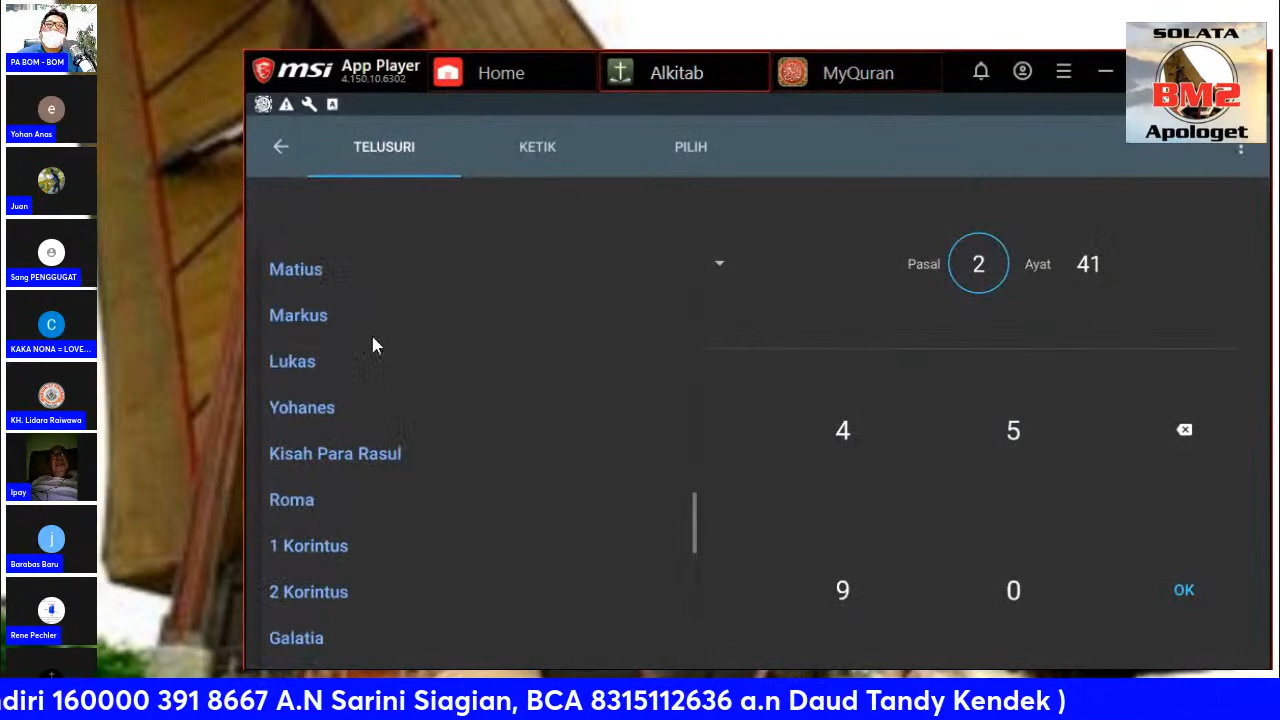 PA BOM - BOM
Yohan Anas
Juan
Sang PENGGUGAT
KAKA NONA = LOVE...
KH. Lidara Raiwawa
Ipay
Barabas Baru
Rene Pechler
e
C
j
msi App Player
4.150.10.6302
Home
Alkitab
MyQuran
SOLATA
BM2
Apologet
A
TELUSURI
KETIK
PILIH
Matius
Markus
Lukas
Yohanes
Kisah Para Rasul
Roma
1 Korintus
2 Korintus
Galatia
Pasal 2 Ayat 41
4 5
9 0 OK
ndiri 160000 391 8667 A.N Sarini Siagian, BCA 8315112636 a.n Daud Tandy Kendek )